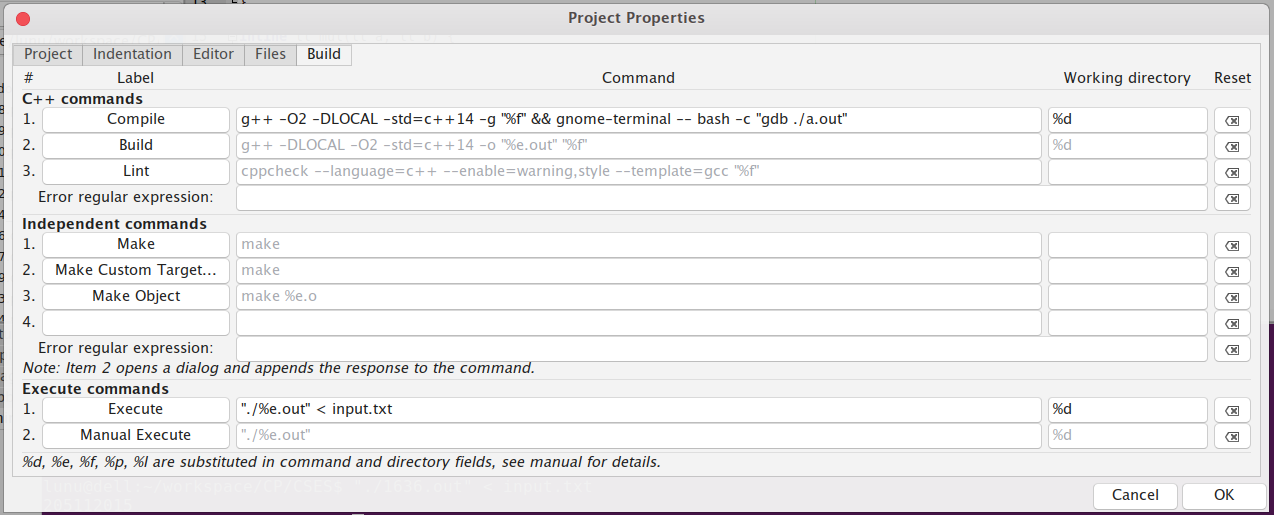 Project Properties
Project Indentation Editor Files Build
# Label Command Working directory Reset
C++ commands
1. Compile g++ -O2 -DLOCAL -std=c++14 -g "%f" && gnome-terminal -- bash -c "gdb ./a.out" %d
2. Build g++ -DLOCAL -O2 -std=c++14 -o "%e.out" "%f" %d
3. Lint cppcheck --language=c++ --enable=warning,style --template=gcc "%f"
Error regular expression:
Independent commands
1. Make make
2. Make Custom Target... make
3. Make Object make %e.o
4.
Error regular expression:
Note: Item 2 opens a dialog and appends the response to the command.
Execute commands
1. Execute "./%e.out" < input.txt %d
2. Manual Execute "./%e.out" %d
%d, %e, %f, %p, %l are substituted in command and directory fields, see manual for details.
Cancel OK